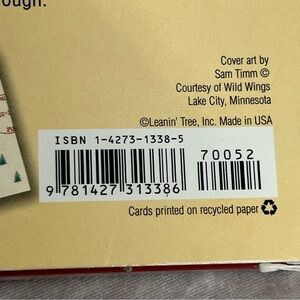 ough.
Cover art by
Sam Timm ©
Courtesy of Wild Wings
Lake City, Minnesota
©Leanin' Tree, Inc. Made in USA
ISBN 1-4273-1338-5
70052
9 781427 313386
Cards printed on recycled paper